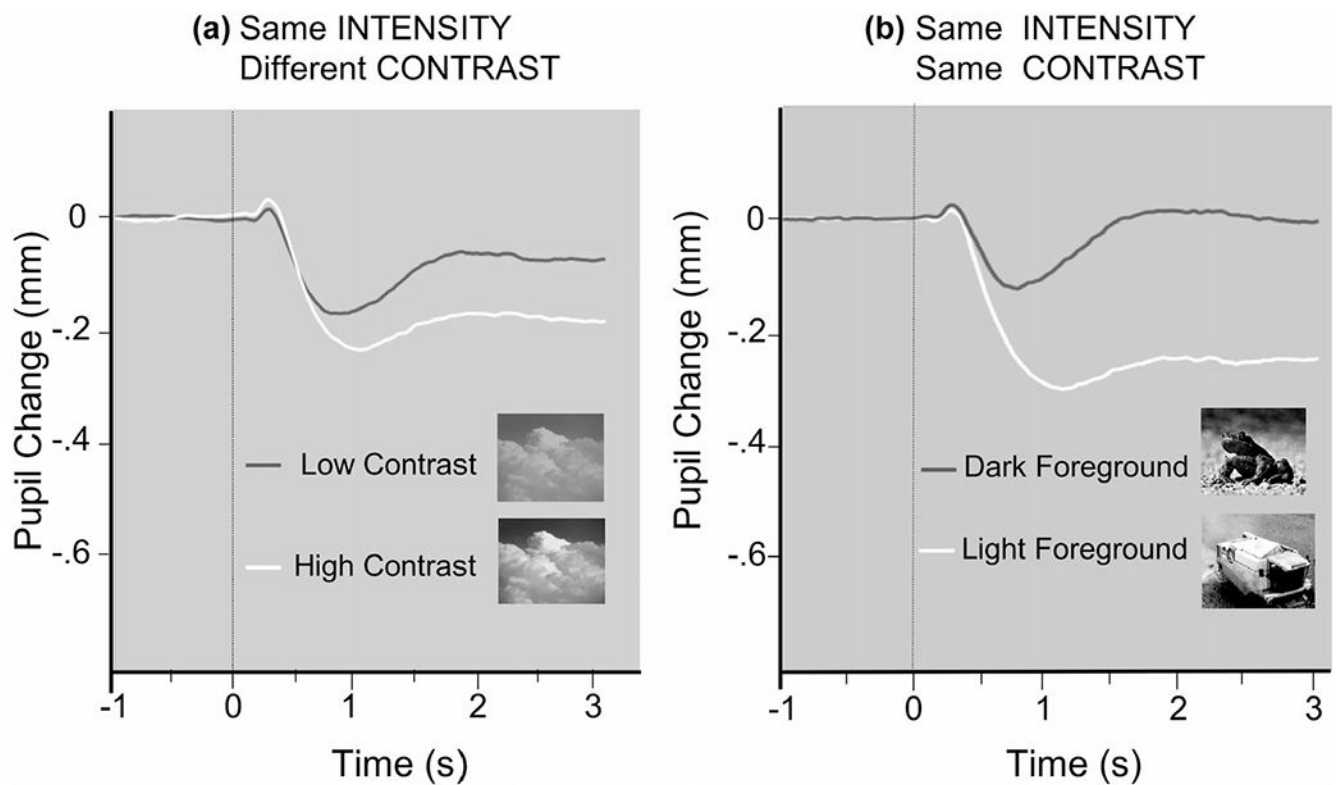 (a) Same INTENSITY
Different CONTRAST
Pupil Change (mm)
0
-.2
-.4
-.6
Low Contrast
High Contrast
-1 0 1 2 3
Time (s)
(b) Same INTENSITY
Same CONTRAST
Pupil Change (mm)
0
-.2
-.4
-.6
Dark Foreground
Light Foreground
-1 0 1 2 3
Time (s)